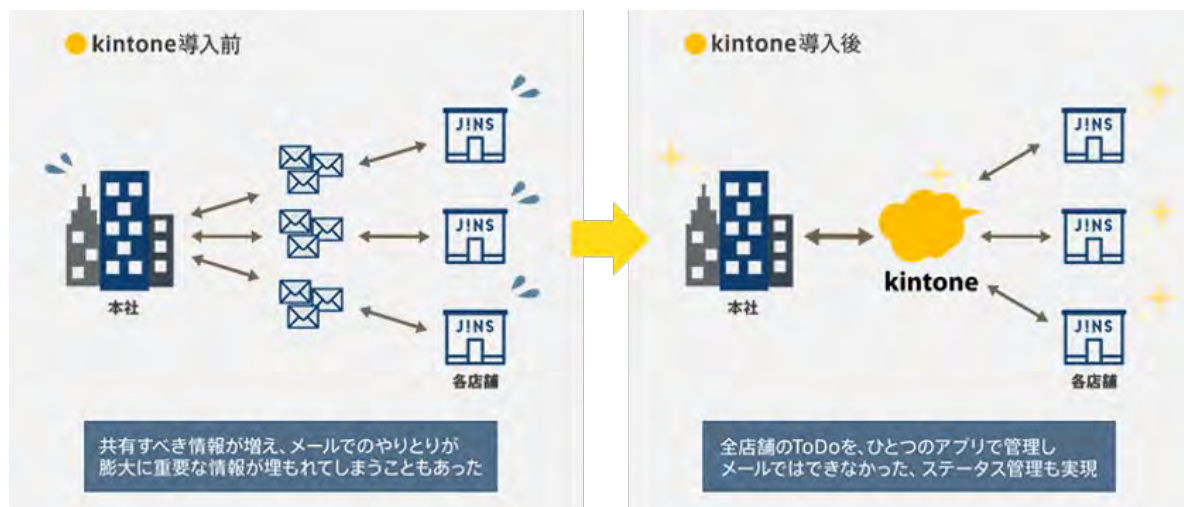 kintone導入前
J!NS
本社
J!NS
J!NS
各店舗
共有すべき情報が増え、メールでのやりとりが
膨大に重要な情報が埋もれてしまうこともあった
kintone導入後
J!NS
本社
kintone
J!NS
J!NS
各店舗
全店舗のToDoを、ひとつのアプリで管理し
メールではできなかった、ステータス管理も実現